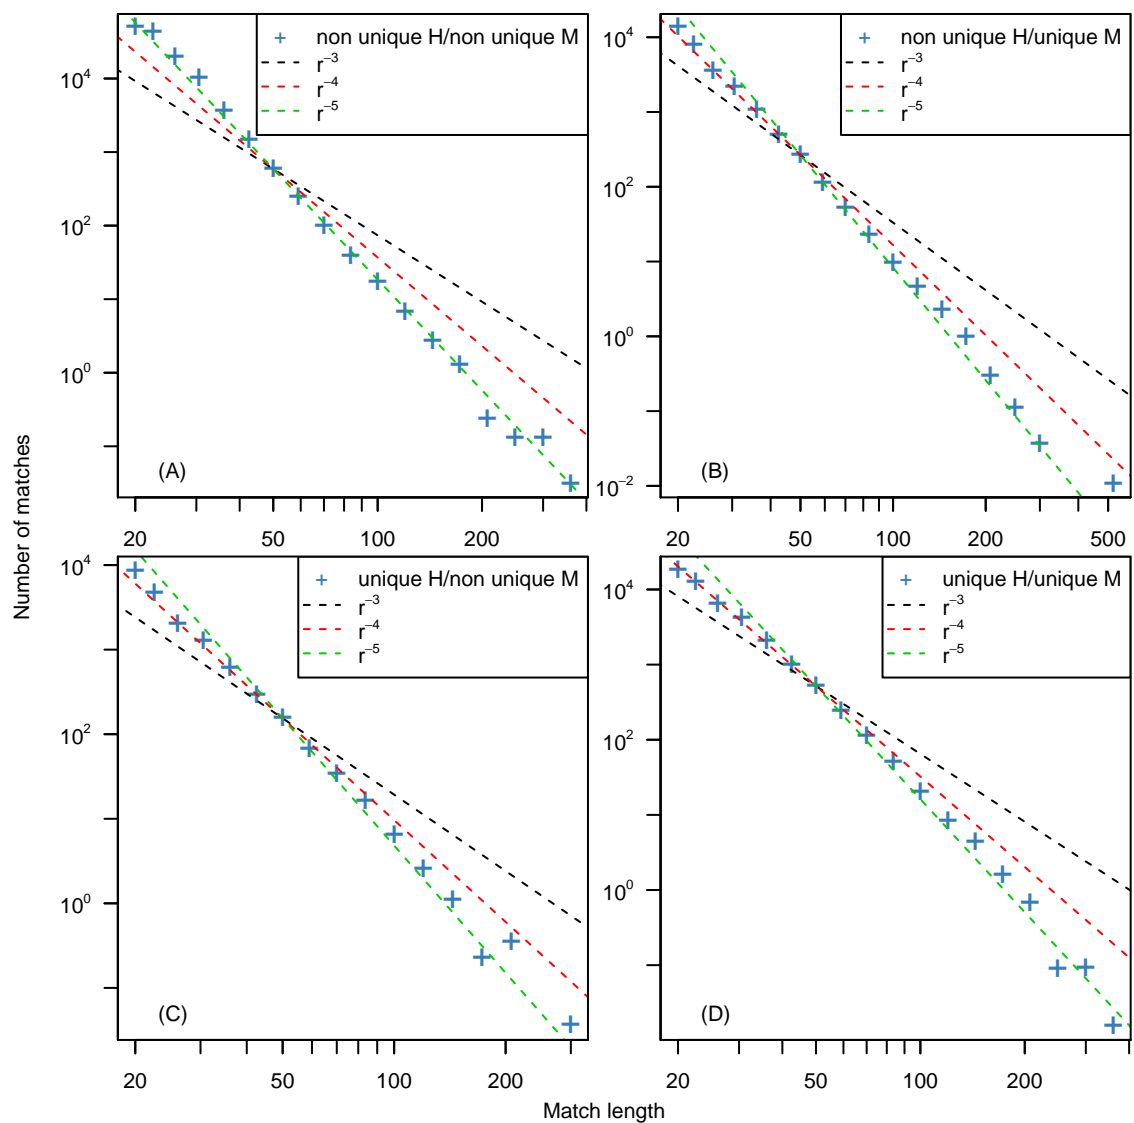 non unique H/non unique M
r−3
r−4
r−5
10^4
10^2
10^0
(A)
20 50 100 200
non unique H/unique M
r−3
r−4
r−5
10^4
10^2
10^0
10^−2
(B)
20 50 100 200 500
unique H/non unique M
r−3
r−4
r−5
10^4
10^2
10^0
(C)
20 50 100 200
unique H/unique M
r−3
r−4
r−5
10^4
10^2
10^0
(D)
20 50 100 200
Number of matches
Match length